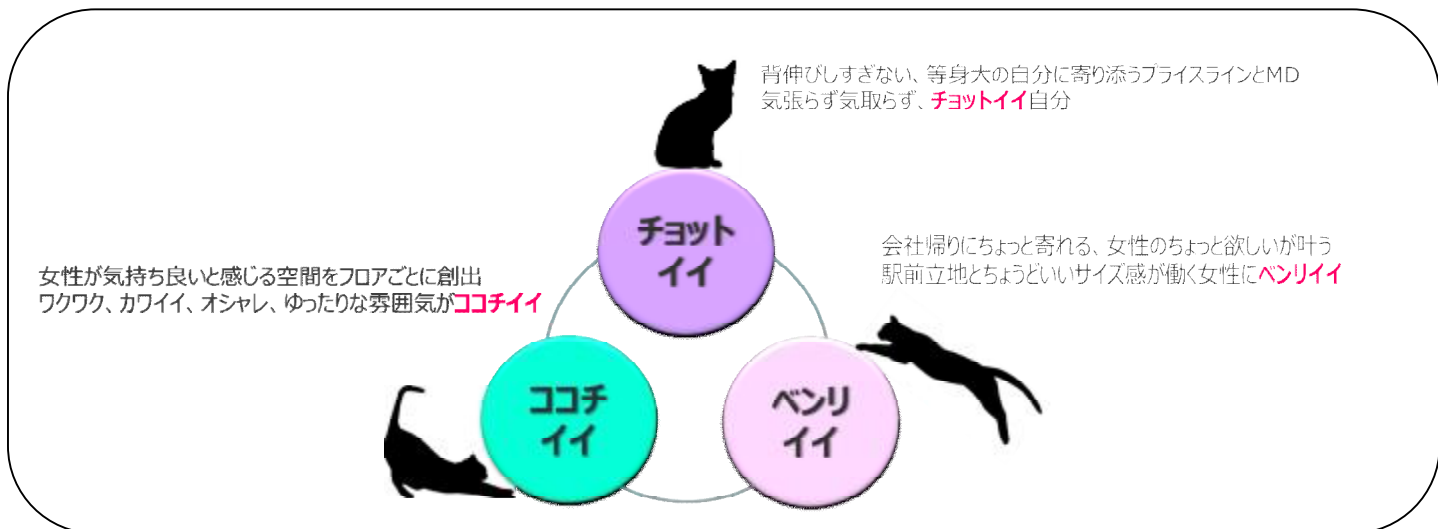 背伸びしすぎない、等身大の自分に寄り添うプライスラインとMD
気張らず気取らず、チョットイイ自分
チョット
イイ
会社帰りにちょっと寄れる、女性のちょっと欲しいが叶う
駅前立地とちょうどいいサイズ感が働く女性にベンリイイ
女性が気持ち良いと感じる空間をフロアごとに創出
ワクワク、カワイイ、オシャレ、ゆったりな雰囲気がココチイイ
ココチ
イイ
ベンリ
イイ